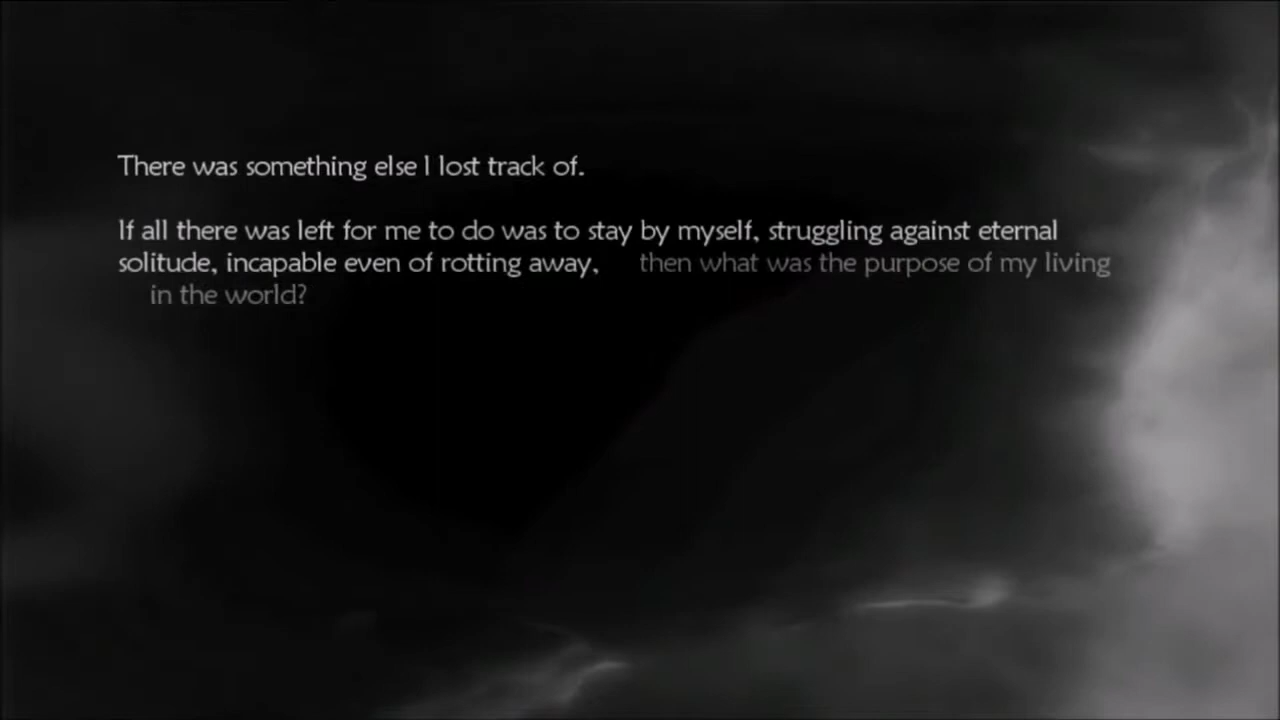 There was something else I lost track of.
If all there was left for me to do was to stay by myself, struggling against eternal
solitude, incapable even of rotting away, then what was the purpose of my living
in the world?